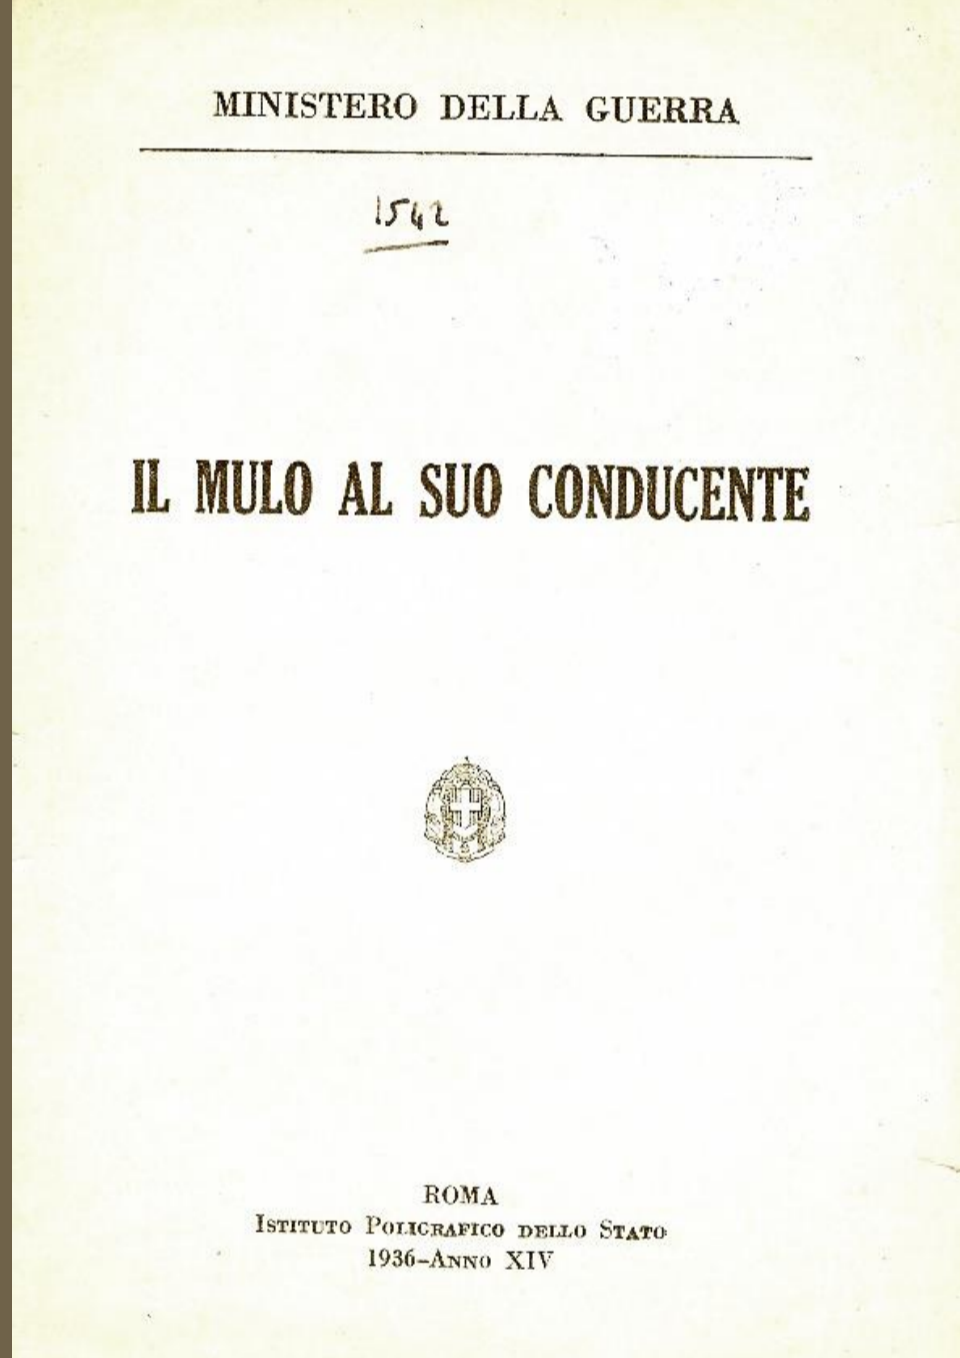 MINISTERO DELLA GUERRA
1542
IL MULO AL SUO CONDUCENTE
ROMA
ISTITUTO POLIGRAFICO DELLO STATO
1936-ANNO XIV